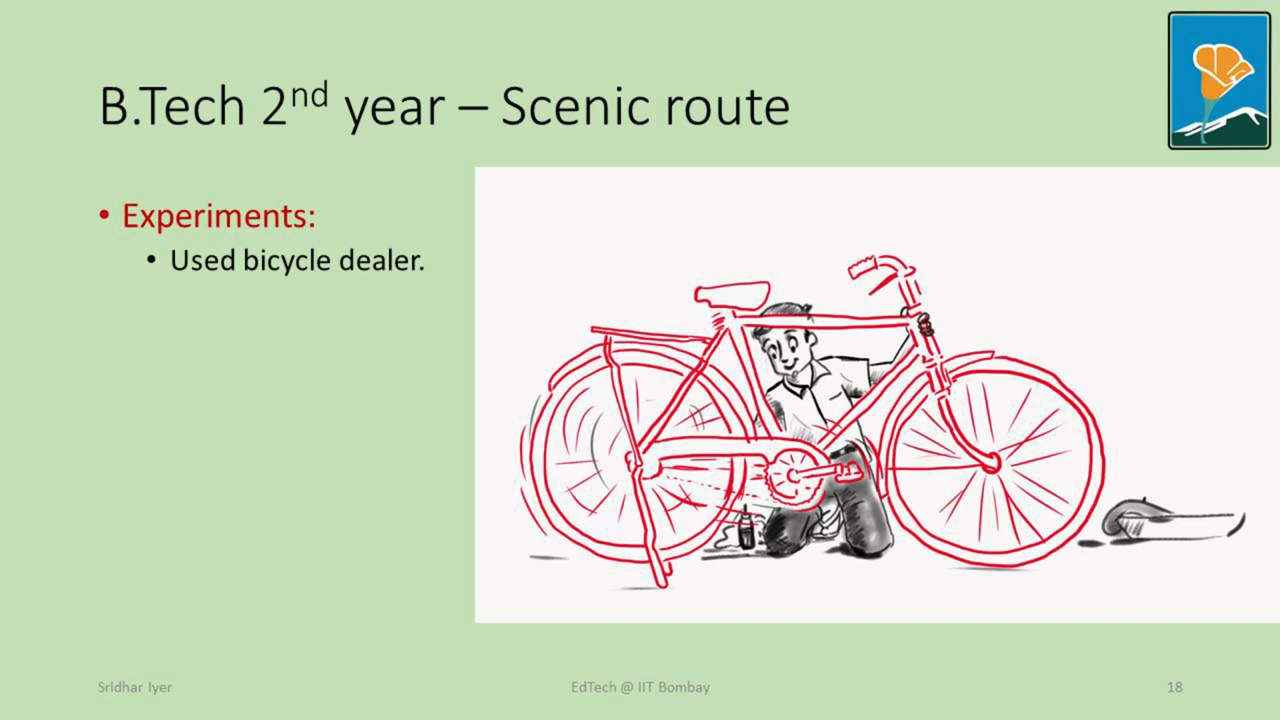 B.Tech 2nd year – Scenic route
• Experiments:
• Used bicycle dealer.
Sridhar Iyer
EdTech @ IIT Bombay
18